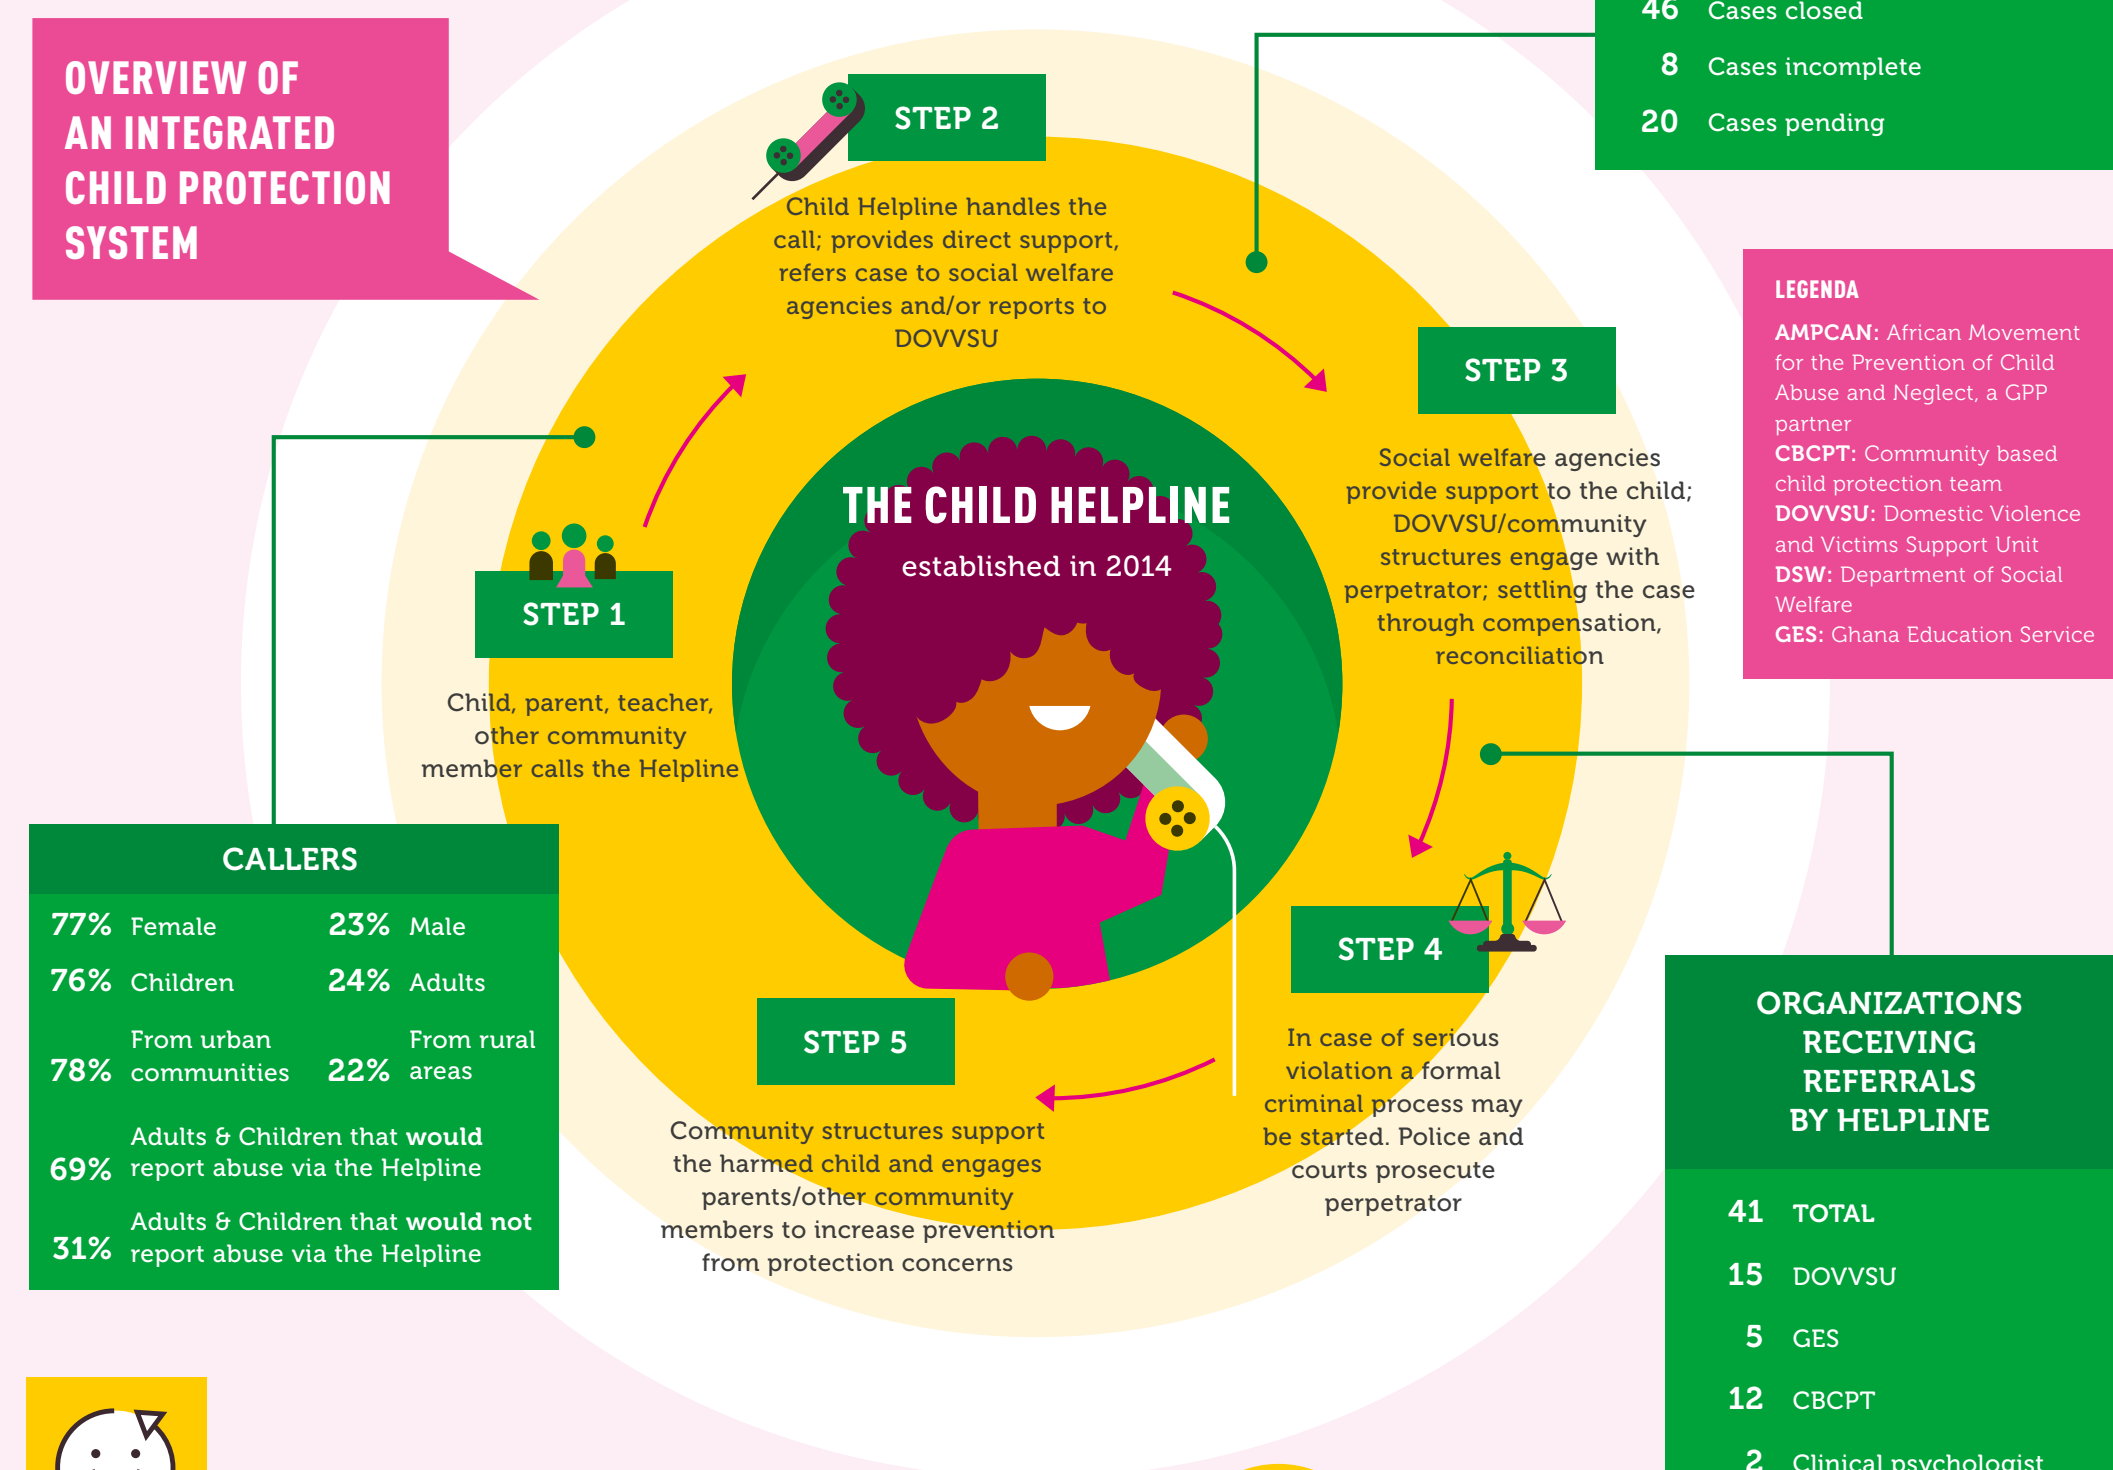 OVERVIEW OF
AN INTEGRATED
CHILD PROTECTION
SYSTEM
46 Cases closed
8 Cases incomplete
20 Cases pending
STEP 2
Child Helpline handles the
call; provides direct support,
refers case to social welfare
agencies and/or reports to
DOVVSU
LEGENDA
AMPCAN: African Movement
for the Prevention of Child
Abuse and Neglect, a GPP
partner
CBCPT: Community based
child protection team
DOVVSU: Domestic Violence
and Victims Support Unit
DSW: Department of Social
Welfare
GES: Ghana Education Service
STEP 3
Social welfare agencies
provide support to the child;
DOVVSU/community
structures engage with
perpetrator; settling the case
through compensation,
reconciliation
THE CHILD HELPLINE
established in 2014
STEP 1
Child, parent, teacher,
other community
member calls the Helpline
CALLERS
77% Female 23% Male
76% Children 24% Adults
From urban From rural
78% communities 22% areas
Adults & Children that would
69% report abuse via the Helpline
Adults & Children that would not
31% report abuse via the Helpline
STEP 4
In case of serious
violation a formal
criminal process may
be started. Police and
courts prosecute
perpetrator
STEP 5
Community structures support
the harmed child and engages
parents/other community
members to increase prevention
from protection concerns
ORGANIZATIONS
RECEIVING
REFERRALS
BY HELPLINE
41 TOTAL
15 DOVVSU
5 GES
12 CBCPT
2 Clinical psychologist